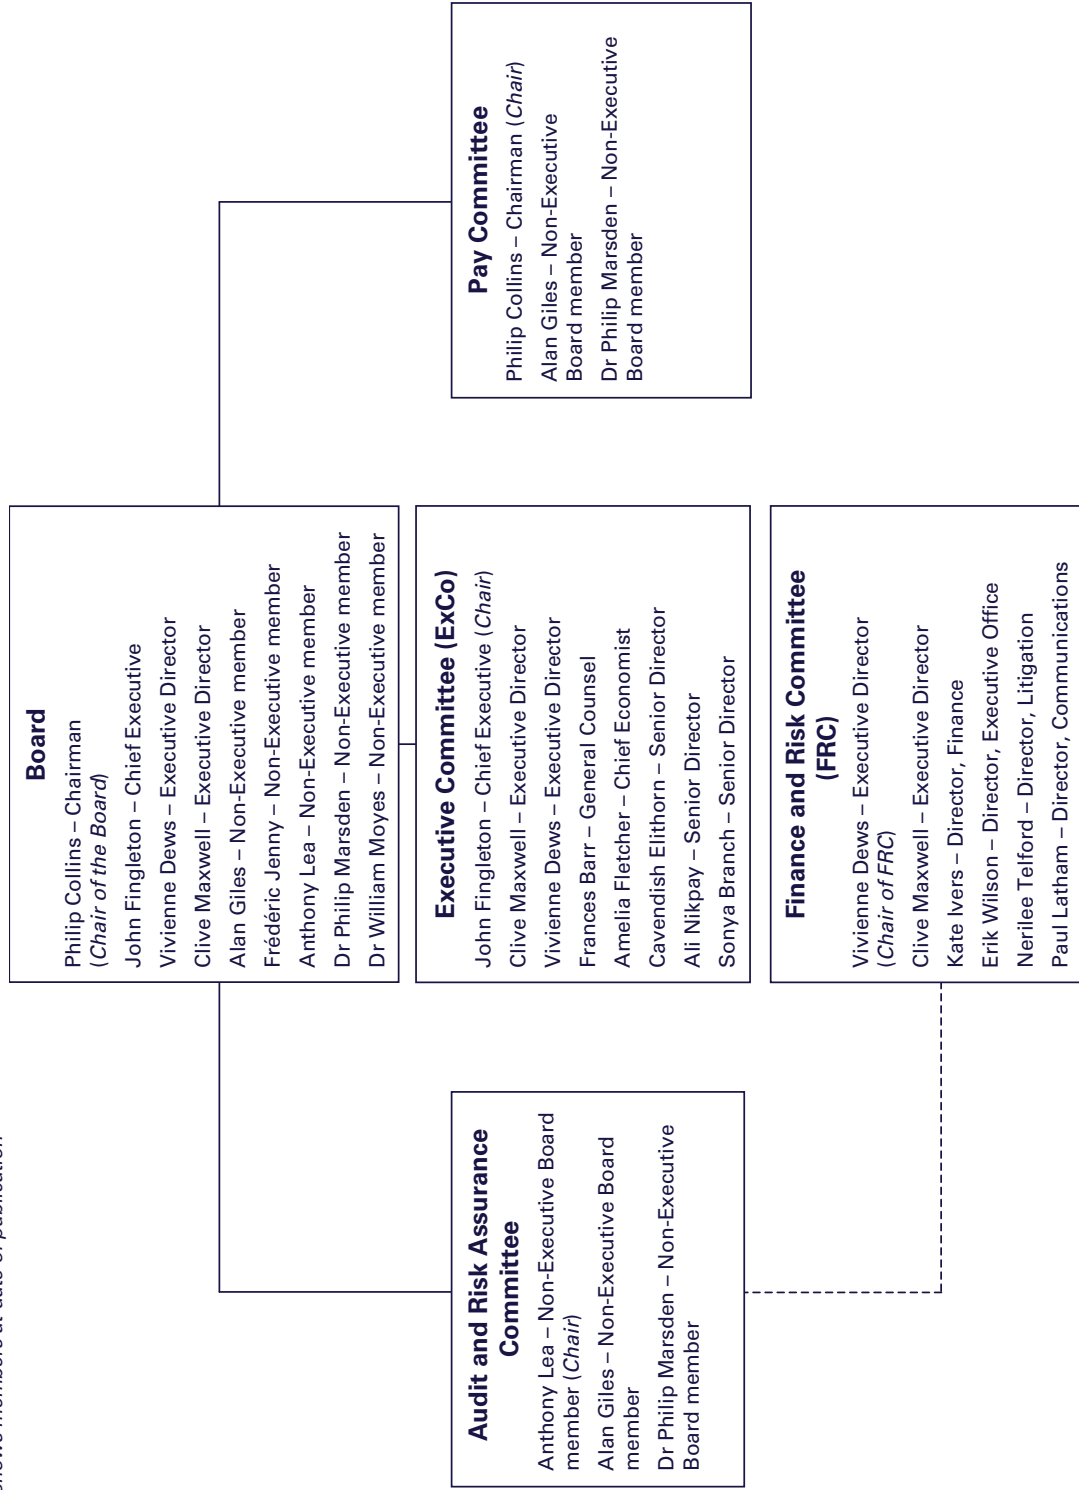 shows members at date of publication
Board
Philip Collins – Chairman
(Chair of the Board)
John Fingleton – Chief Executive
Vivienne Dews – Executive Director
Clive Maxwell – Executive Director
Alan Giles – Non-Executive member
Frédéric Jenny – Non-Executive member
Anthony Lea – Non-Executive member
Dr Philip Marsden – Non-Executive member
Dr William Moyes – Non-Executive member
Audit and Risk Assurance
Committee
Anthony Lea – Non-Executive Board
member (Chair)
Alan Giles – Non-Executive Board
member
Dr Philip Marsden – Non-Executive
Board member
Executive Committee (ExCo)
John Fingleton – Chief Executive (Chair)
Clive Maxwell – Executive Director
Vivienne Dews – Executive Director
Frances Barr – General Counsel
Amelia Fletcher – Chief Economist
Cavendish Elithorn – Senior Director
Ali Nikpay – Senior Director
Sonya Branch – Senior Director
Pay Committee
Philip Collins – Chairman (Chair)
Alan Giles – Non-Executive
Board member
Dr Philip Marsden – Non-Executive
Board member
Finance and Risk Committee
(FRC)
Vivienne Dews – Executive Director
(Chair of FRC)
Clive Maxwell – Executive Director
Kate Ivers – Director, Finance
Erik Wilson – Director, Executive Office
Nerilee Telford – Director, Litigation
Paul Latham – Director, Communications